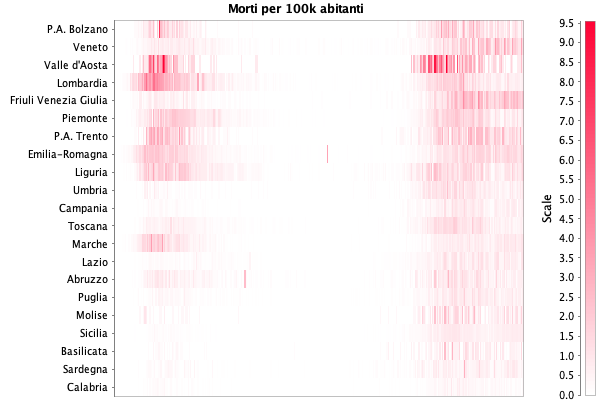 Morti per 100k abitanti
P.A. Bolzano
Veneto
Valle d'Aosta
Lombardia
Friuli Venezia Giulia
Piemonte
P.A. Trento
Emilia-Romagna
Liguria
Umbria
Campania
Toscana
Marche
Lazio
Abruzzo
Puglia
Molise
Sicilia
Basilicata
Sardegna
Calabria
Scale
9.5
9.0
8.5
8.0
7.5
7.0
6.5
6.0
5.5
5.0
4.5
4.0
3.5
3.0
2.5
2.0
1.5
1.0
0.5
0.0